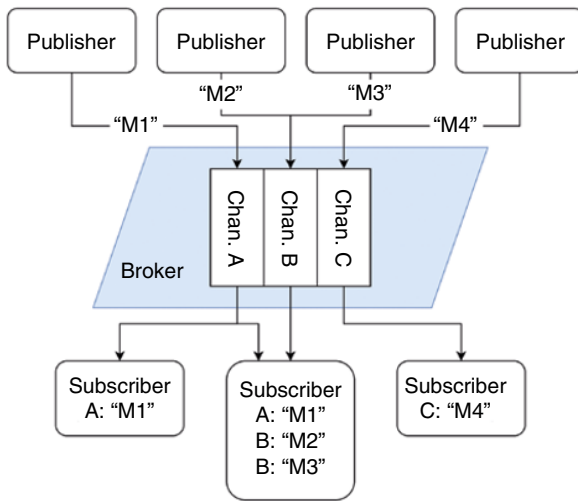 Publisher
Publisher
Publisher
Publisher
“M2”
“M3”
“M1”
“M4”
Chan. A
Chan. B
Chan. C
Broker
Subscriber
A: “M1”
Subscriber
A: “M1”
B: “M2”
B: “M3”
Subscriber
C: “M4”